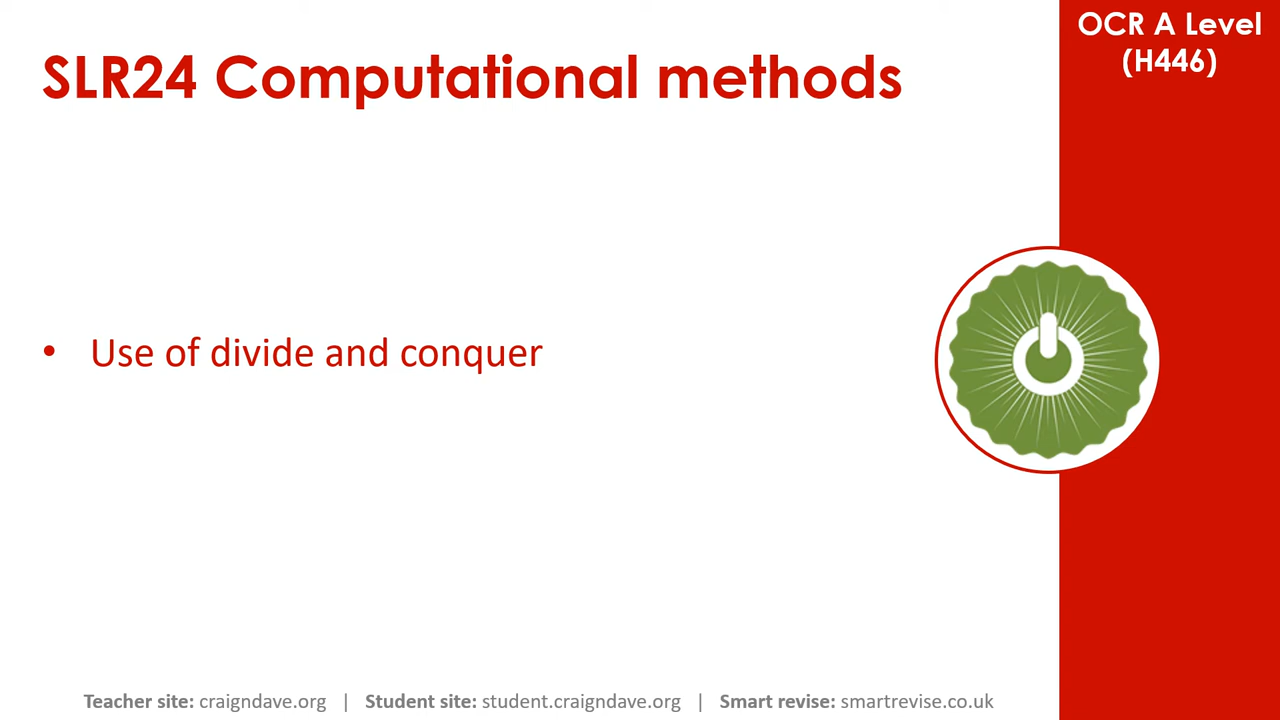 OCR A Level
(H446)
SLR24 Computational methods
• Use of divide and conquer
Teacher site: craigndave.org | Student site: student.craigndave.org | Smart revise: smartrevise.co.uk